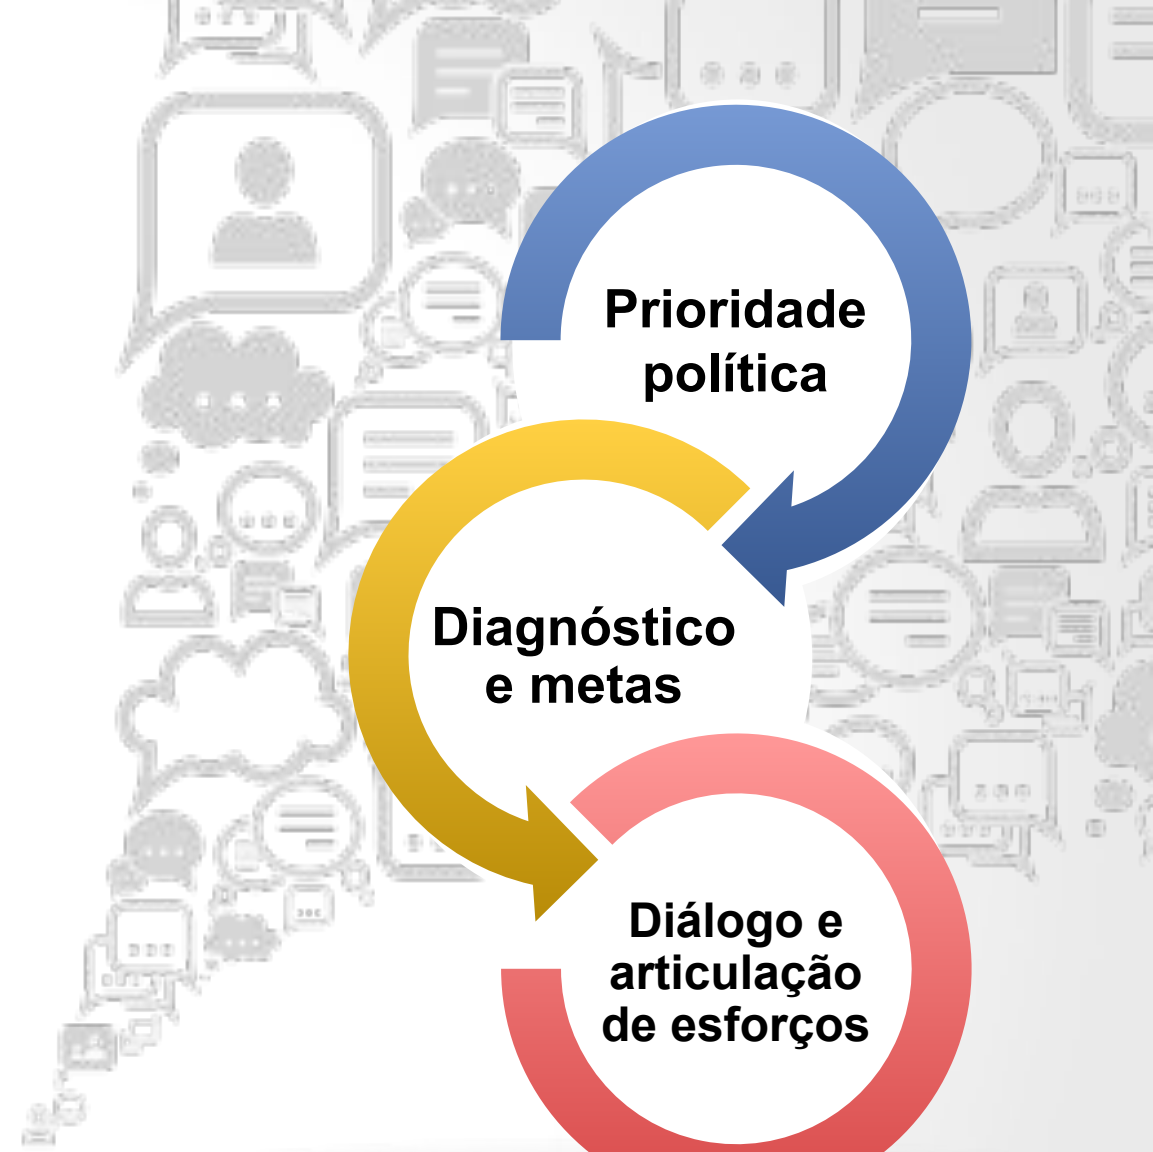 Prioridade
política
Diagnóstico
e metas
Diálogo e
articulação
de esforços